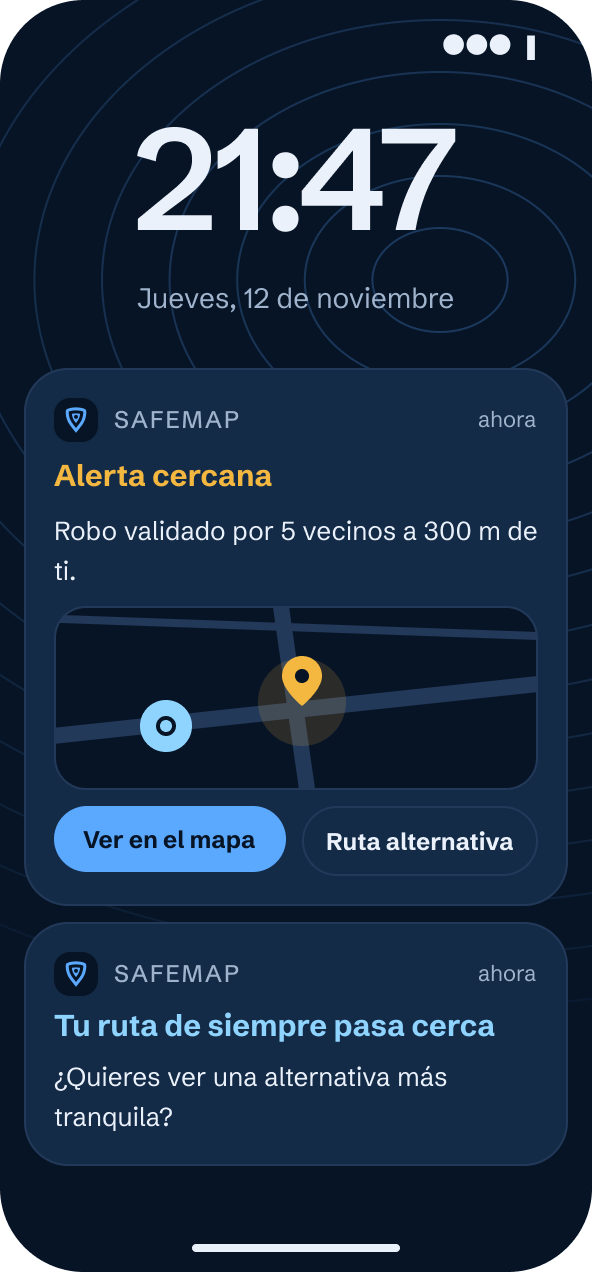 21:47
Jueves, 12 de noviembre
SAFEMAP ahora
Alerta cercana
Robo validado por 5 vecinos a 300 m de
ti.
Ver en el mapa Ruta alternativa
SAFEMAP ahora
Tu ruta de siempre pasa cerca
¿Quieres ver una alternativa más
tranquila?